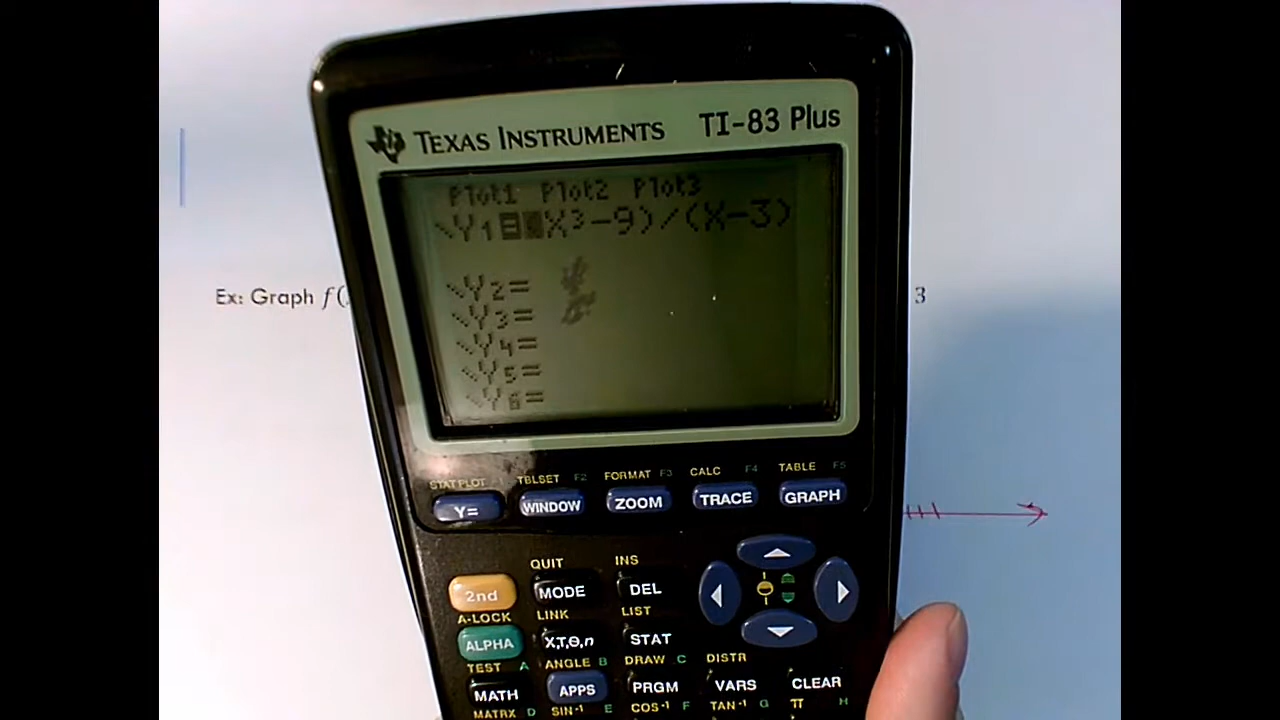 TEXAS INSTRUMENTS TI-83 Plus
Plot1 Plot2 Plot3
\Y1=(X³-9)/(X-3)
\Y2=
\Y3=
\Y4=
\Y5=
\Y6=
Ex: Graph f(
3
STAT PLOT TBLSET F2 FORMAT F3 CALC F4 TABLE F5
Y= WINDOW ZOOM TRACE GRAPH
QUIT INS
2nd MODE DEL
A-LOCK LINK LIST
ALPHA X,T,Θ,n STAT
TEST A ANGLE B DRAW C DISTR
MATH APPS PRGM VARS CLEAR
MATRX D SIN⁻¹ E COS⁻¹ F TAN⁻¹ G π H